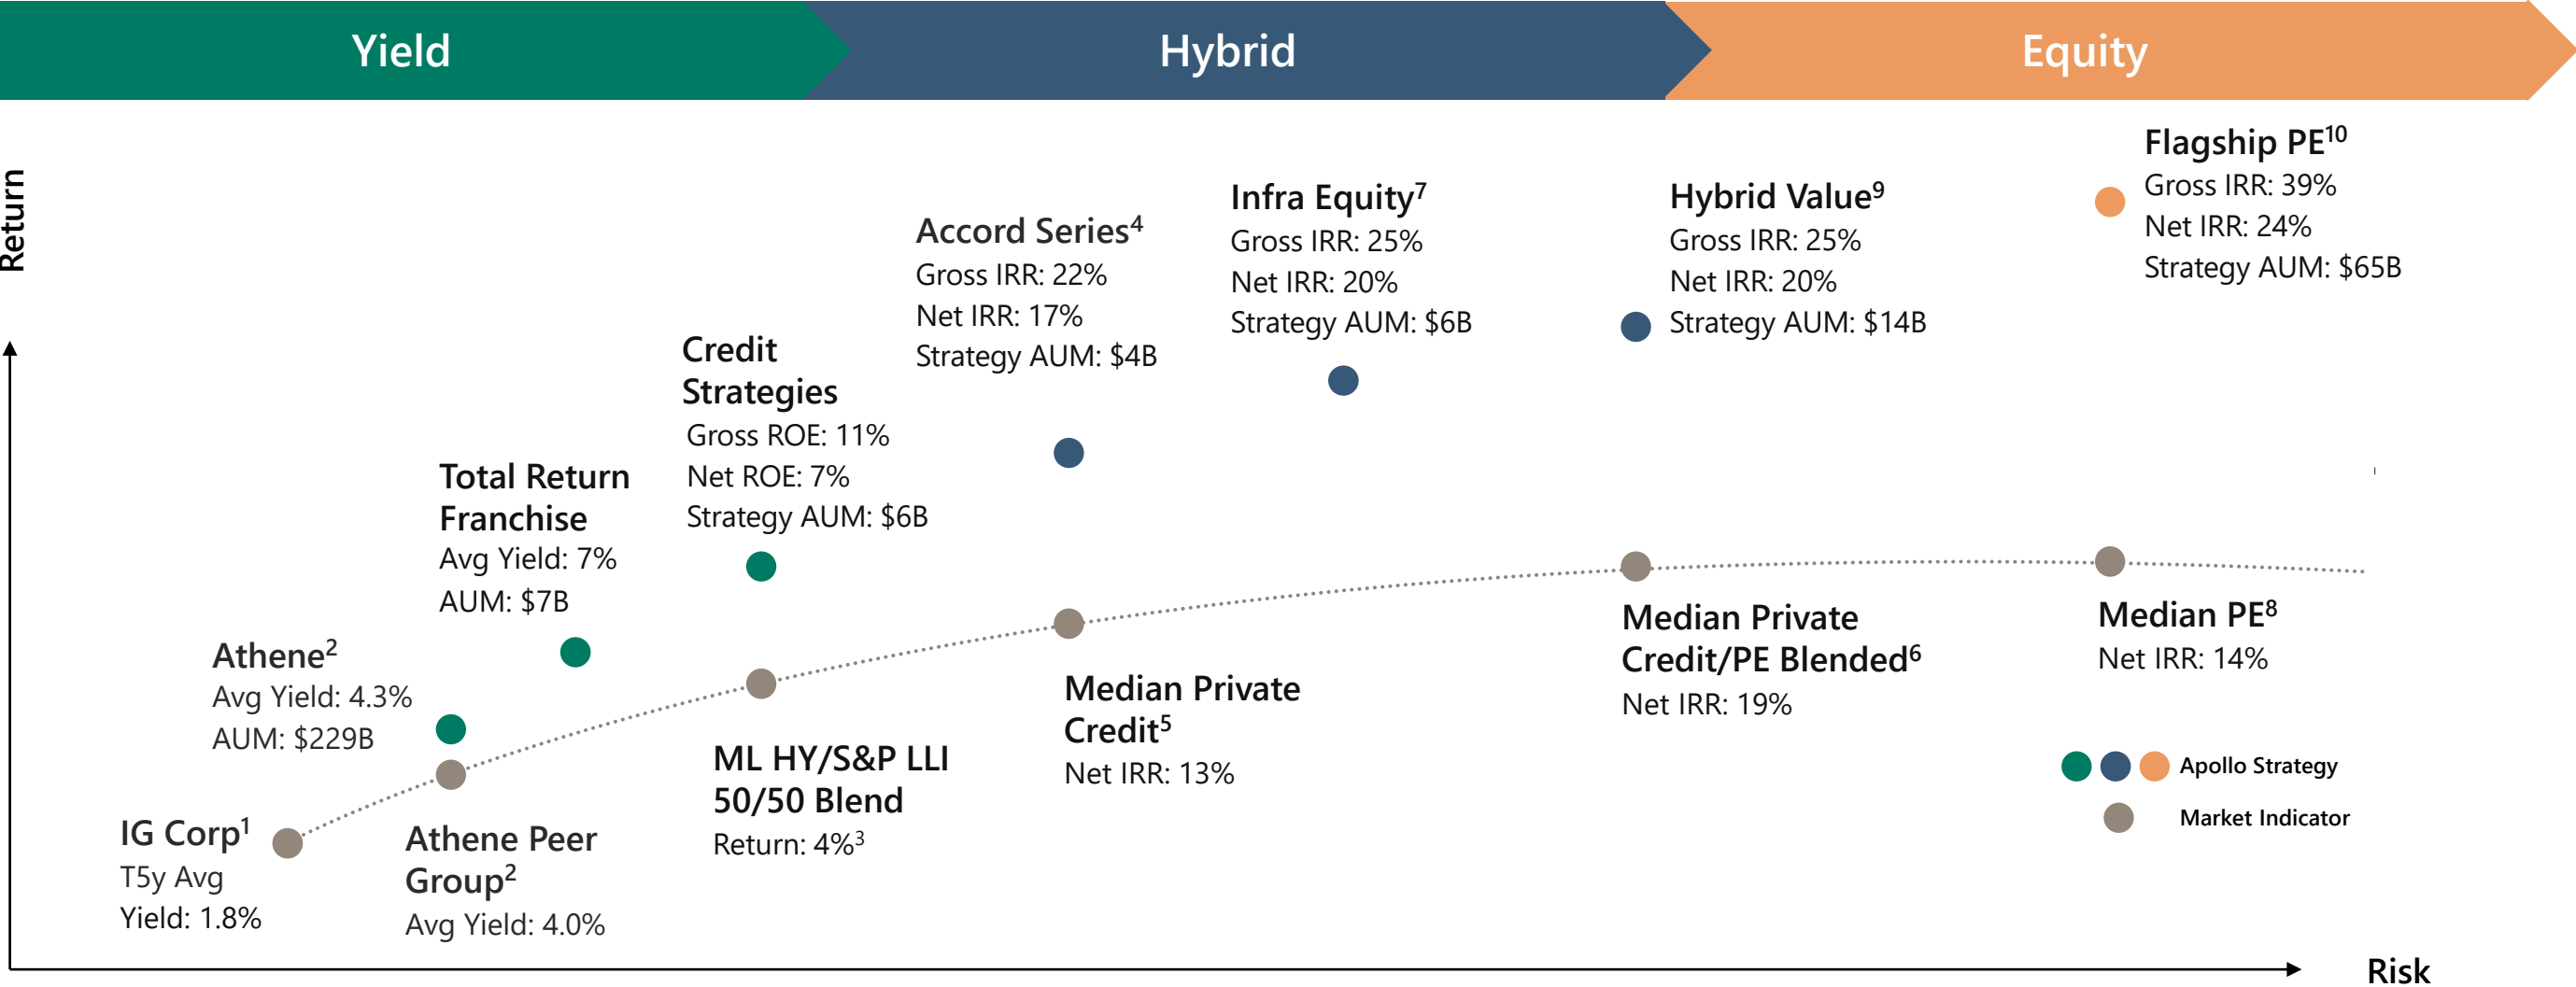 Yield
Hybrid
Equity
Return
Flagship PE¹⁰
Gross IRR: 39%
Net IRR: 24%
Strategy AUM: $65B
Hybrid Value⁹
Gross IRR: 25%
Net IRR: 20%
Strategy AUM: $14B
Infra Equity⁷
Gross IRR: 25%
Net IRR: 20%
Strategy AUM: $6B
Accord Series⁴
Gross IRR: 22%
Net IRR: 17%
Strategy AUM: $4B
Credit
Strategies
Gross ROE: 11%
Net ROE: 7%
Strategy AUM: $6B
Total Return
Franchise
Avg Yield: 7%
AUM: $7B
Athene²
Avg Yield: 4.3%
AUM: $229B
IG Corp¹
T5y Avg
Yield: 1.8%
Athene Peer
Group²
Avg Yield: 4.0%
ML HY/S&P LLI
50/50 Blend
Return: 4%³
Median Private
Credit⁵
Net IRR: 13%
Median Private
Credit/PE Blended⁶
Net IRR: 19%
Median PE⁸
Net IRR: 14%
Apollo Strategy
Market Indicator
Risk